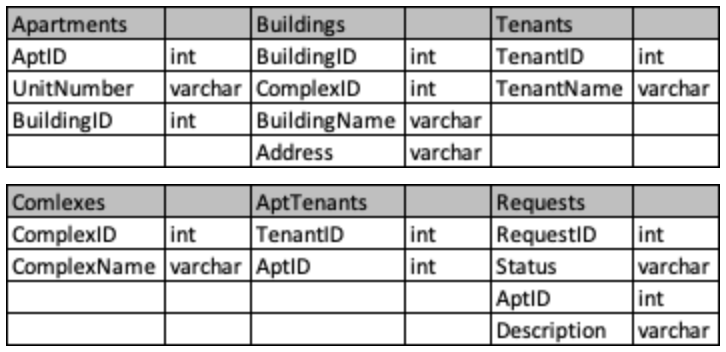 Apartments Buildings Tenants
AptID int BuildingID int TenantID int
UnitNumber varchar ComplexID int TenantName varchar
BuildingID int BuildingName varchar
Address varchar
Comlexes AptTenants Requests
ComplexID int TenantID int RequestID int
ComplexName varchar AptID int Status varchar
AptID int
Description varchar